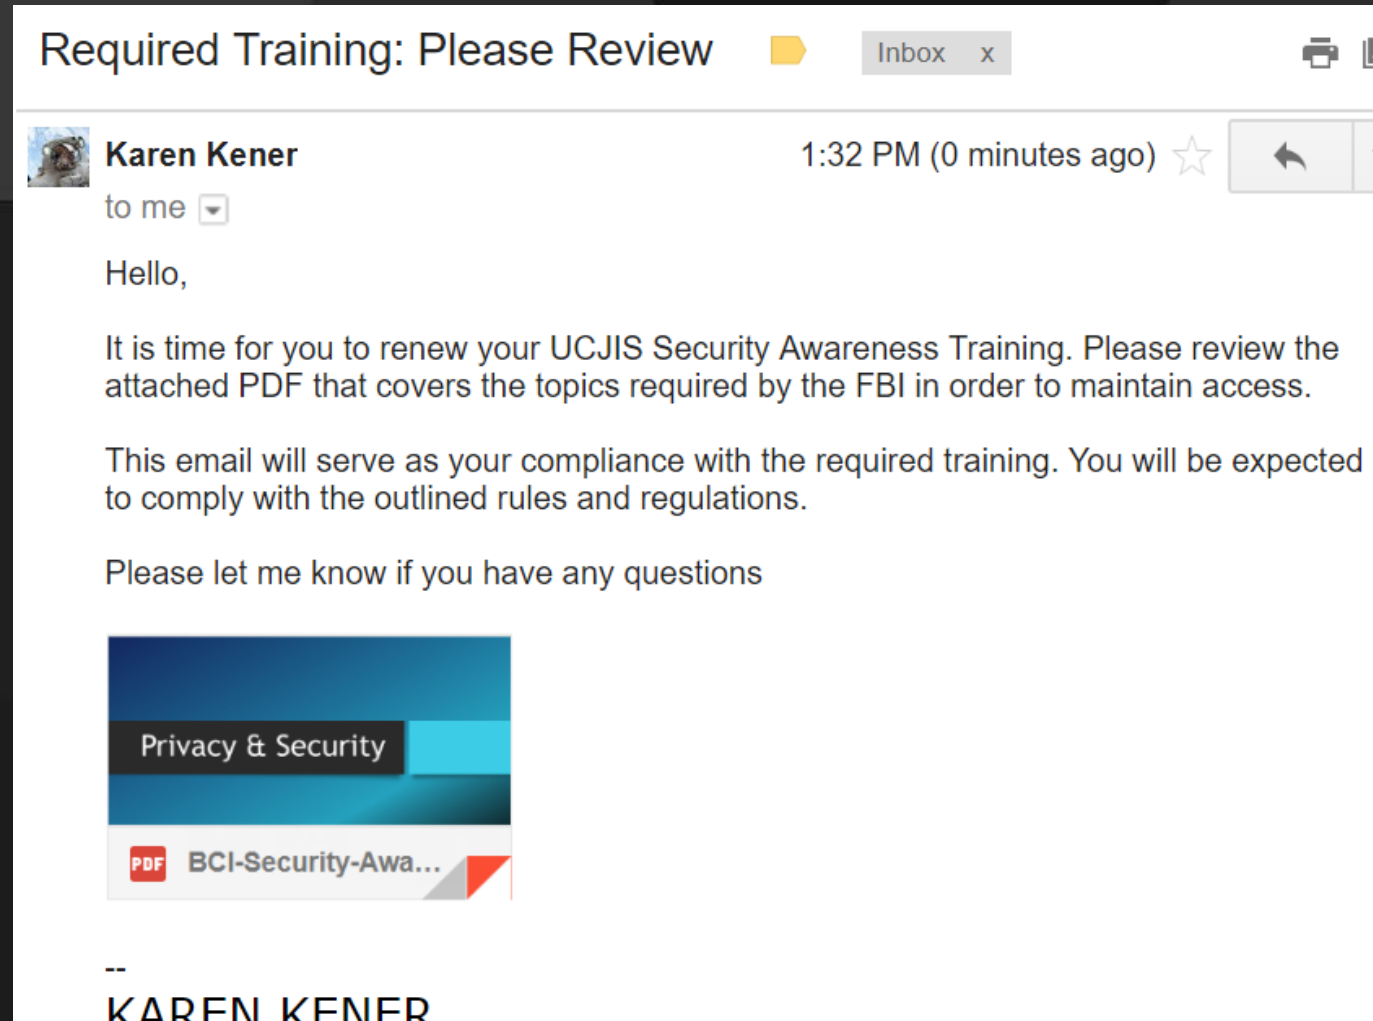 Required Training: Please Review
Inbox x
Karen Kener
1:32 PM (0 minutes ago)
to me
Hello,
It is time for you to renew your UCJIS Security Awareness Training. Please review the
attached PDF that covers the topics required by the FBI in order to maintain access.
This email will serve as your compliance with the required training. You will be expected
to comply with the outlined rules and regulations.
Please let me know if you have any questions
Privacy & Security
PDF BCI-Security-Awa...
--
KAREN KENER